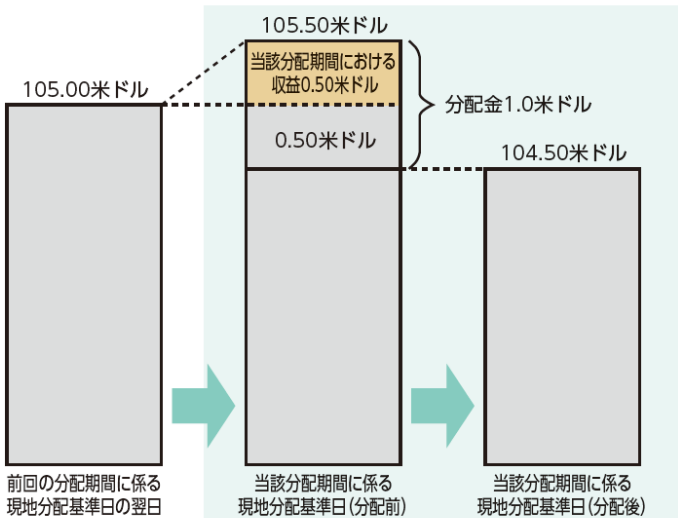 105.50米ドル
当該分配期間における
収益0.50米ドル
105.00米ドル
分配金1.0米ドル
0.50米ドル
104.50米ドル
前回の分配期間に係る
現地分配基準日の翌日
当該分配期間に係る
現地分配基準日(分配前)
当該分配期間に係る
現地分配基準日(分配後)